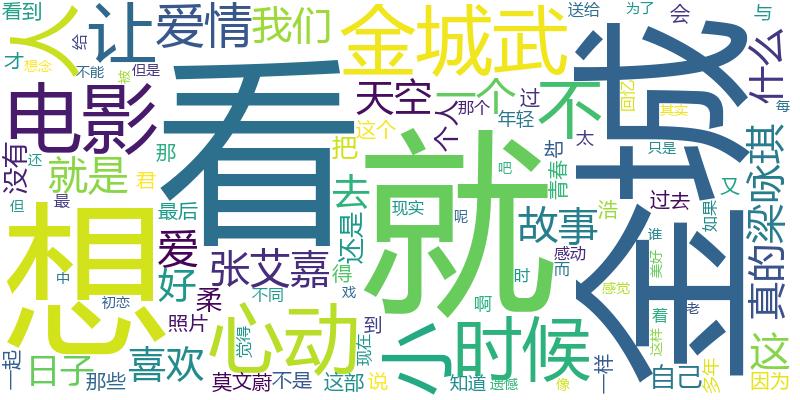 看到
人
给
才
想念
让
不能
被
但是
爱情
我们
金城武
送给
为了
会
与
什么
电影
看
天空
一个
个人
那个
过
年轻
不
太
回忆
其实
每
没有
还
那
就是
君
这个
把
就
却
青春
吧
只是
金城
梁咏琪
真的
又
过去
如果
谁
浩
美好
但
最
想
中
最后
爱
好
张艾嘉
去
还是
得
现实
呢
故事
感动
而
时
感觉
着
这样
老
初恋
柔
照片
不同
戏
啊
心动
觉得
现在
到
小时候
这
一起
日子
那些
喜欢
莫文蔚
不是
这部
说
知道
遗憾
像
一样
自己
多年
因为